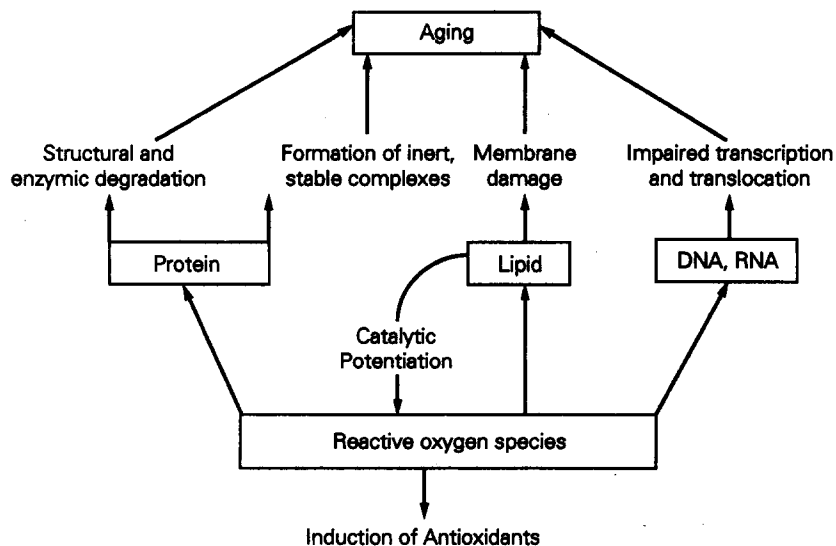 Aging
Structural and
enzymic degradation
Formation of inert,
stable complexes
Membrane
damage
Impaired transcription
and translocation
Protein
Lipid
DNA, RNA
Catalytic
Potentiation
Reactive oxygen species
Induction of Antioxidants